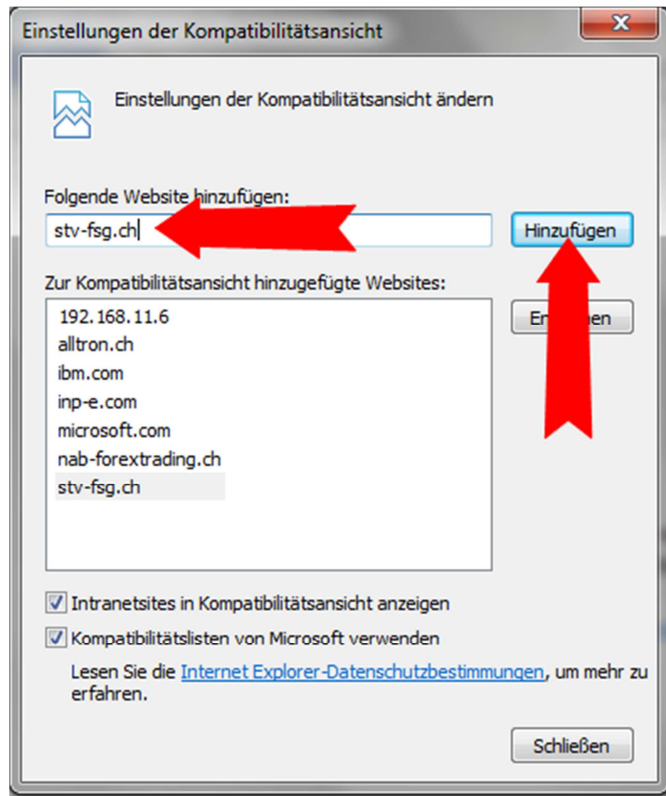 Einstellungen der Kompatibilitätsansicht
Einstellungen der Kompatibilitätsansicht ändern
Folgende Website hinzufügen:
stv-fsg.ch
Hinzufügen
Zur Kompatibilitätsansicht hinzugefügte Websites:
192.168.11.6
alltron.ch
ibm.com
inp-e.com
microsoft.com
nab-forextrading.ch
stv-fsg.ch
Intranetsites in Kompatibilitätsansicht anzeigen
Kompatibilitätslisten von Microsoft verwenden
Lesen Sie die Internet Explorer-Datenschutzbestimmungen, um mehr zu
erfahren.
Schließen